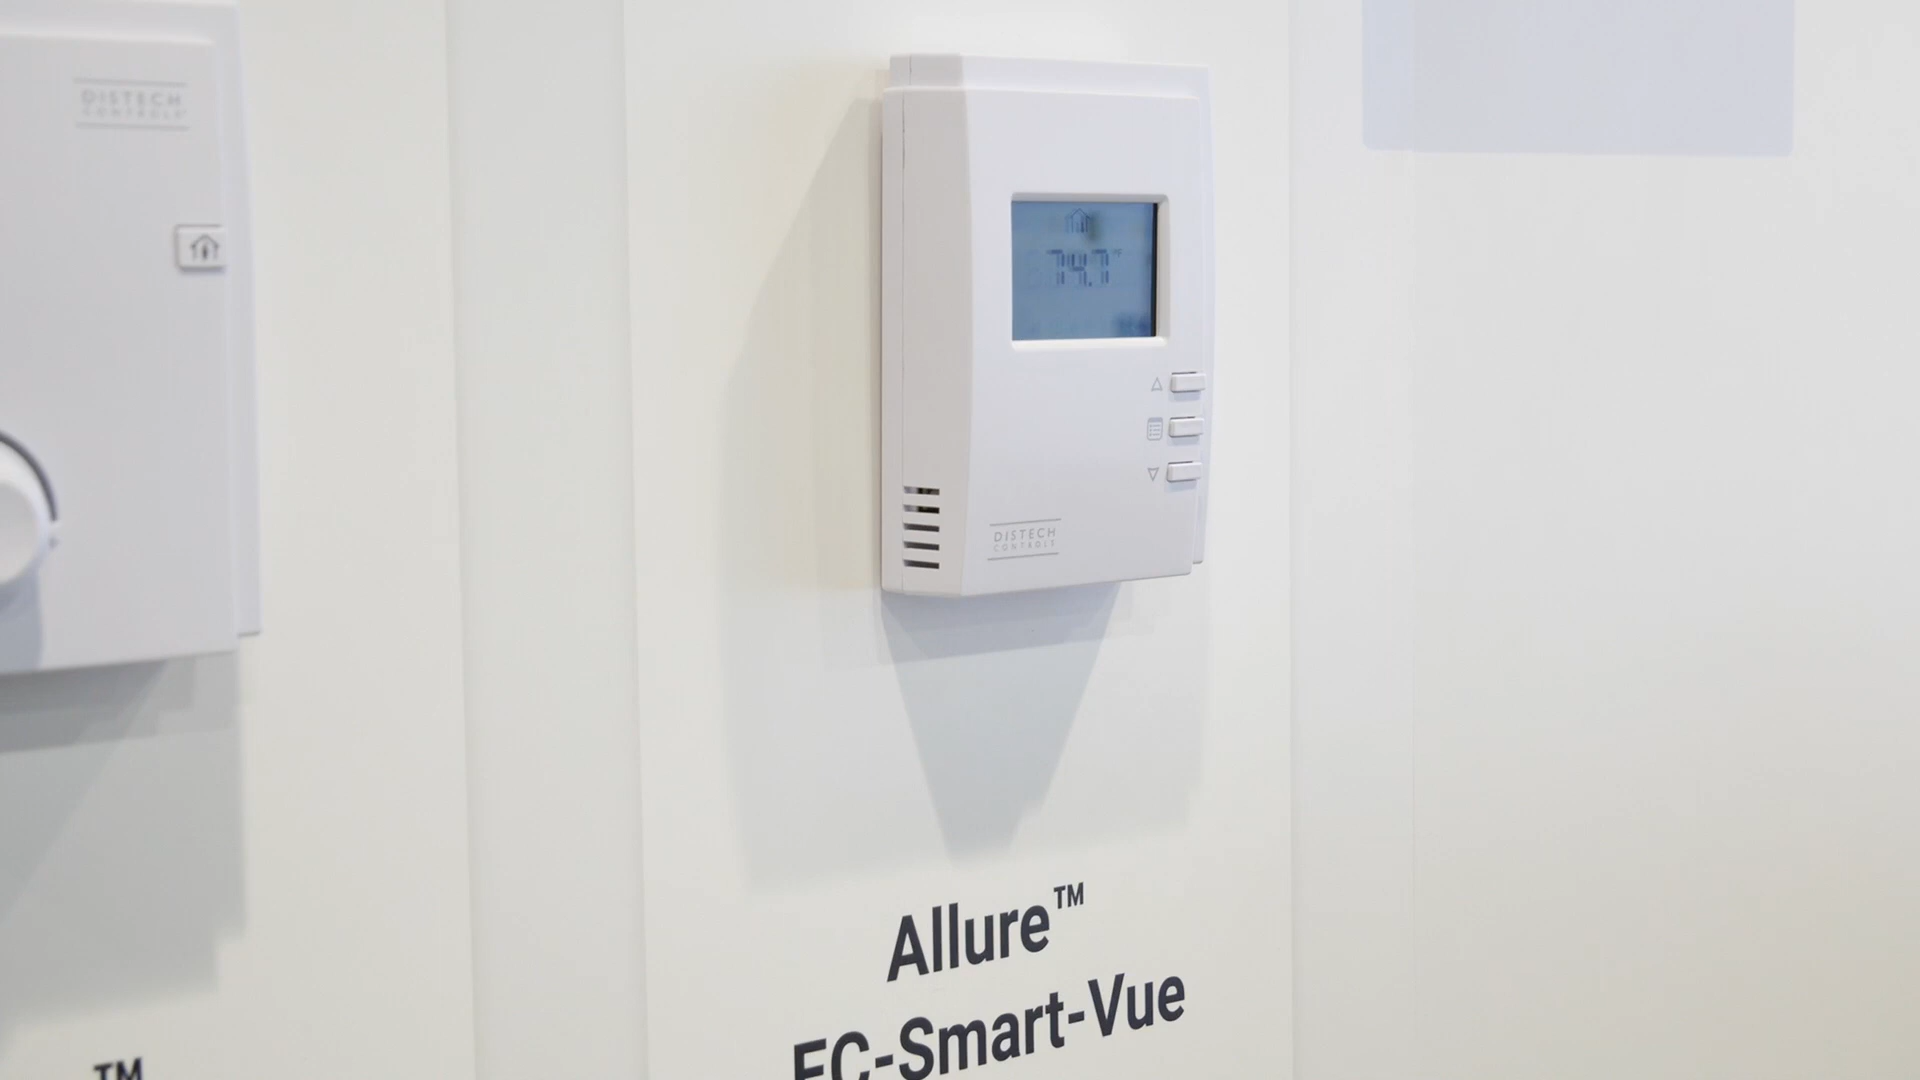 DISTECH
CONTROLS
74.7 °F
DISTECH
CONTROLS
Allure™
EC-Smart-Vue
™